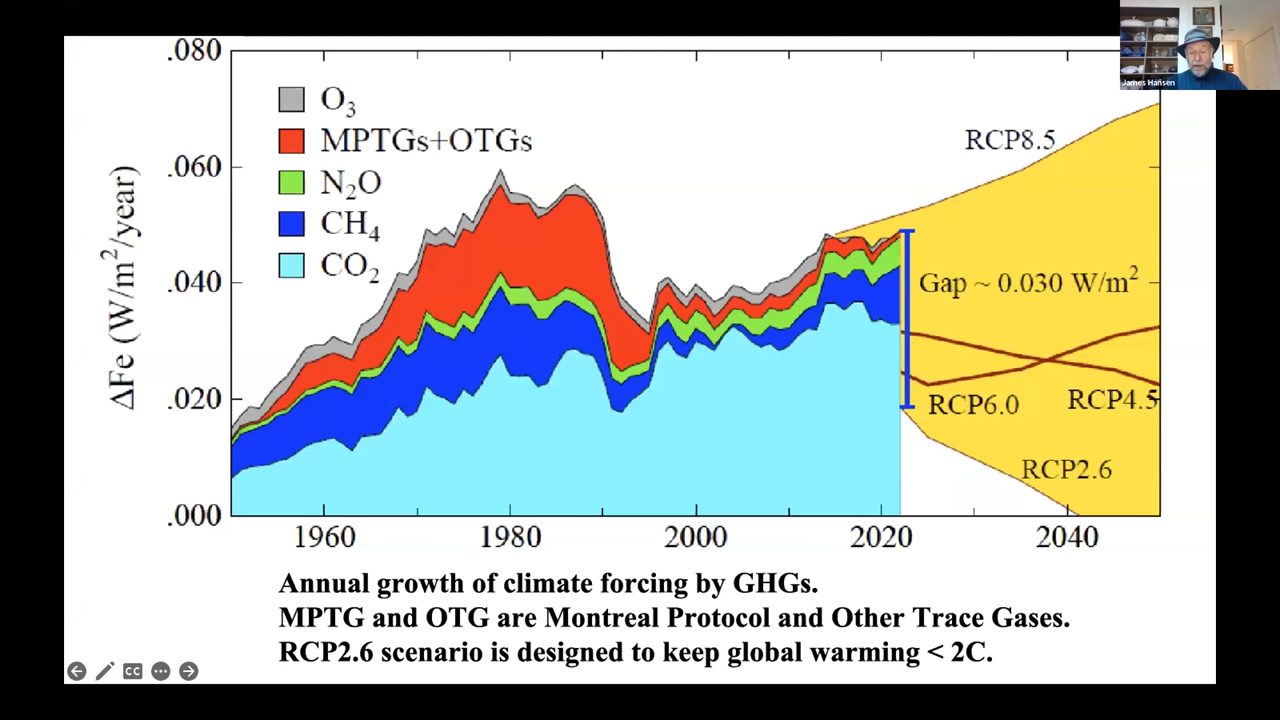 .080
.060
.040
.020
.000
ΔFe (W/m²/year)
O₃
MPTGs+OTGs
N₂O
CH₄
CO₂
RCP8.5
Gap ~ 0.030 W/m²
RCP6.0
RCP4.5
RCP2.6
1960
1980
2000
2020
2040
Annual growth of climate forcing by GHGs.
MPTG and OTG are Montreal Protocol and Other Trace Gases.
RCP2.6 scenario is designed to keep global warming < 2C.
James Hansen
CC